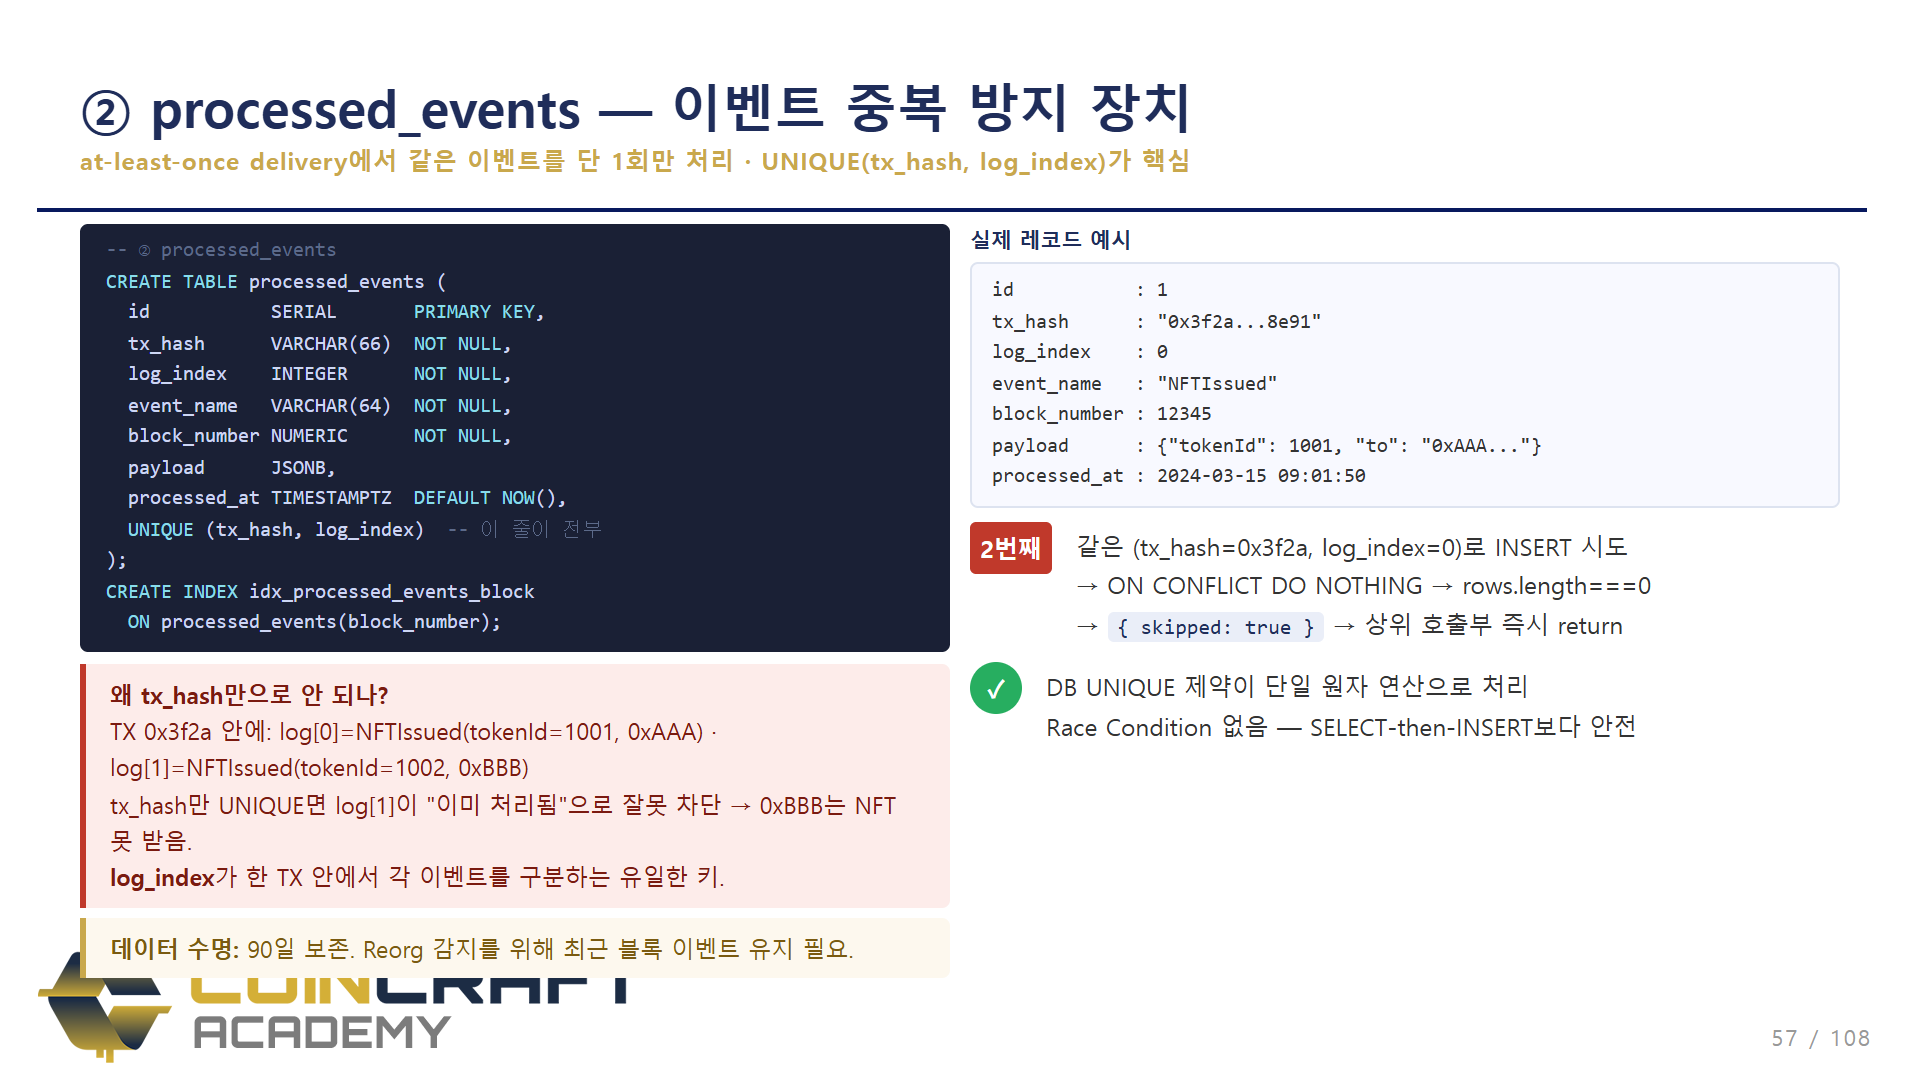 ② processed_events — 이벤트 중복 방지 장치
at-least-once delivery에서 같은 이벤트를 단 1회만 처리 · UNIQUE(tx_hash, log_index)가 핵심
-- ② processed_events
CREATE TABLE processed_events (
  id           SERIAL       PRIMARY KEY,
  tx_hash      VARCHAR(66)  NOT NULL,
  log_index    INTEGER      NOT NULL,
  event_name   VARCHAR(64)  NOT NULL,
  block_number NUMERIC      NOT NULL,
  payload      JSONB,
  processed_at TIMESTAMPTZ  DEFAULT NOW(),
  UNIQUE (tx_hash, log_index)  -- 이 줄이 전부
);
CREATE INDEX idx_processed_events_block
  ON processed_events(block_number);
왜 tx_hash만으로 안 되나?
TX 0x3f2a 안에: log[0]=NFTIssued(tokenId=1001, 0xAAA) ·
log[1]=NFTIssued(tokenId=1002, 0xBBB)
tx_hash만 UNIQUE면 log[1]이 "이미 처리됨"으로 잘못 차단 → 0xBBB는 NFT
못 받음.
log_index가 한 TX 안에서 각 이벤트를 구분하는 유일한 키.
데이터 수명: 90일 보존. Reorg 감지를 위해 최근 블록 이벤트 유지 필요.
실제 레코드 예시
id           : 1
tx_hash      : "0x3f2a...8e91"
log_index    : 0
event_name   : "NFTIssued"
block_number : 12345
payload      : {"tokenId": 1001, "to": "0xAAA..."}
processed_at : 2024-03-15 09:01:50
2번째
같은 (tx_hash=0x3f2a, log_index=0)로 INSERT 시도
→ ON CONFLICT DO NOTHING → rows.length===0
→ { skipped: true } → 상위 호출부 즉시 return
✓
DB UNIQUE 제약이 단일 원자 연산으로 처리
Race Condition 없음 — SELECT-then-INSERT보다 안전
COINCRAFT
ACADEMY
57 / 108